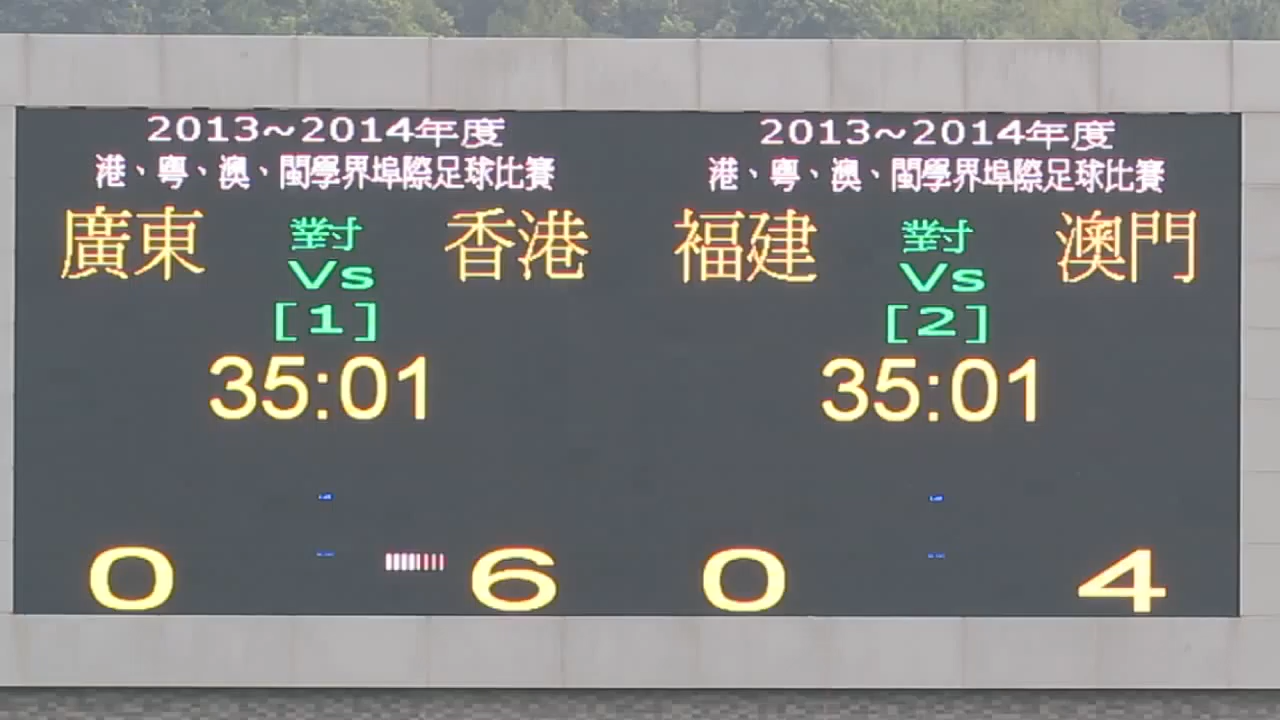 2013~2014年度
港、粵、澳、閩學界埠際足球比賽
廣東 對 香港
Vs
[1]
35:01
0 6
2013~2014年度
港、粵、澳、閩學界埠際足球比賽
福建 對 澳門
Vs
[2]
35:01
0 4